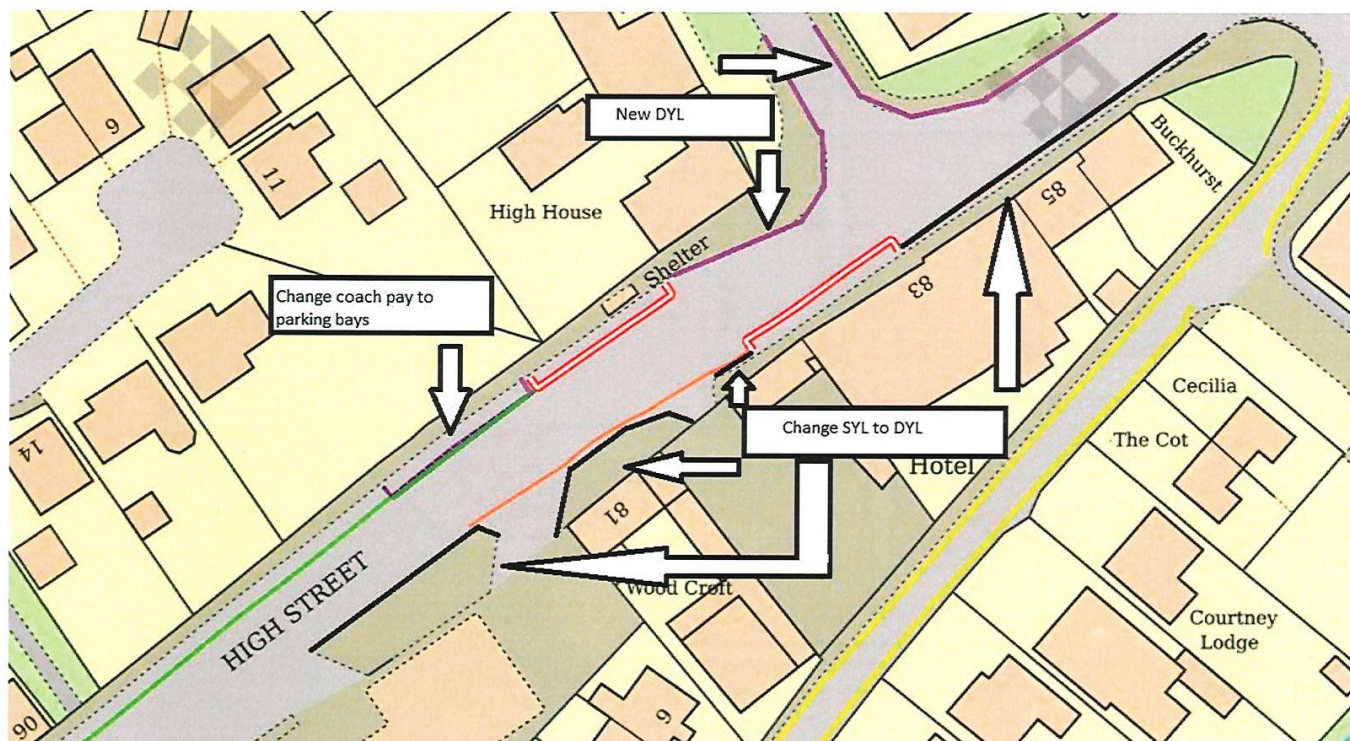 New DYL
9
11
High House
Shelter
Buckhurst
85
83
Change coach pay to
parking bays
Cecilia
The Cot
Change SYL to DYL
Hotel
14
81
HIGH STREET
Wood Croft
Courtney
Lodge
9
90